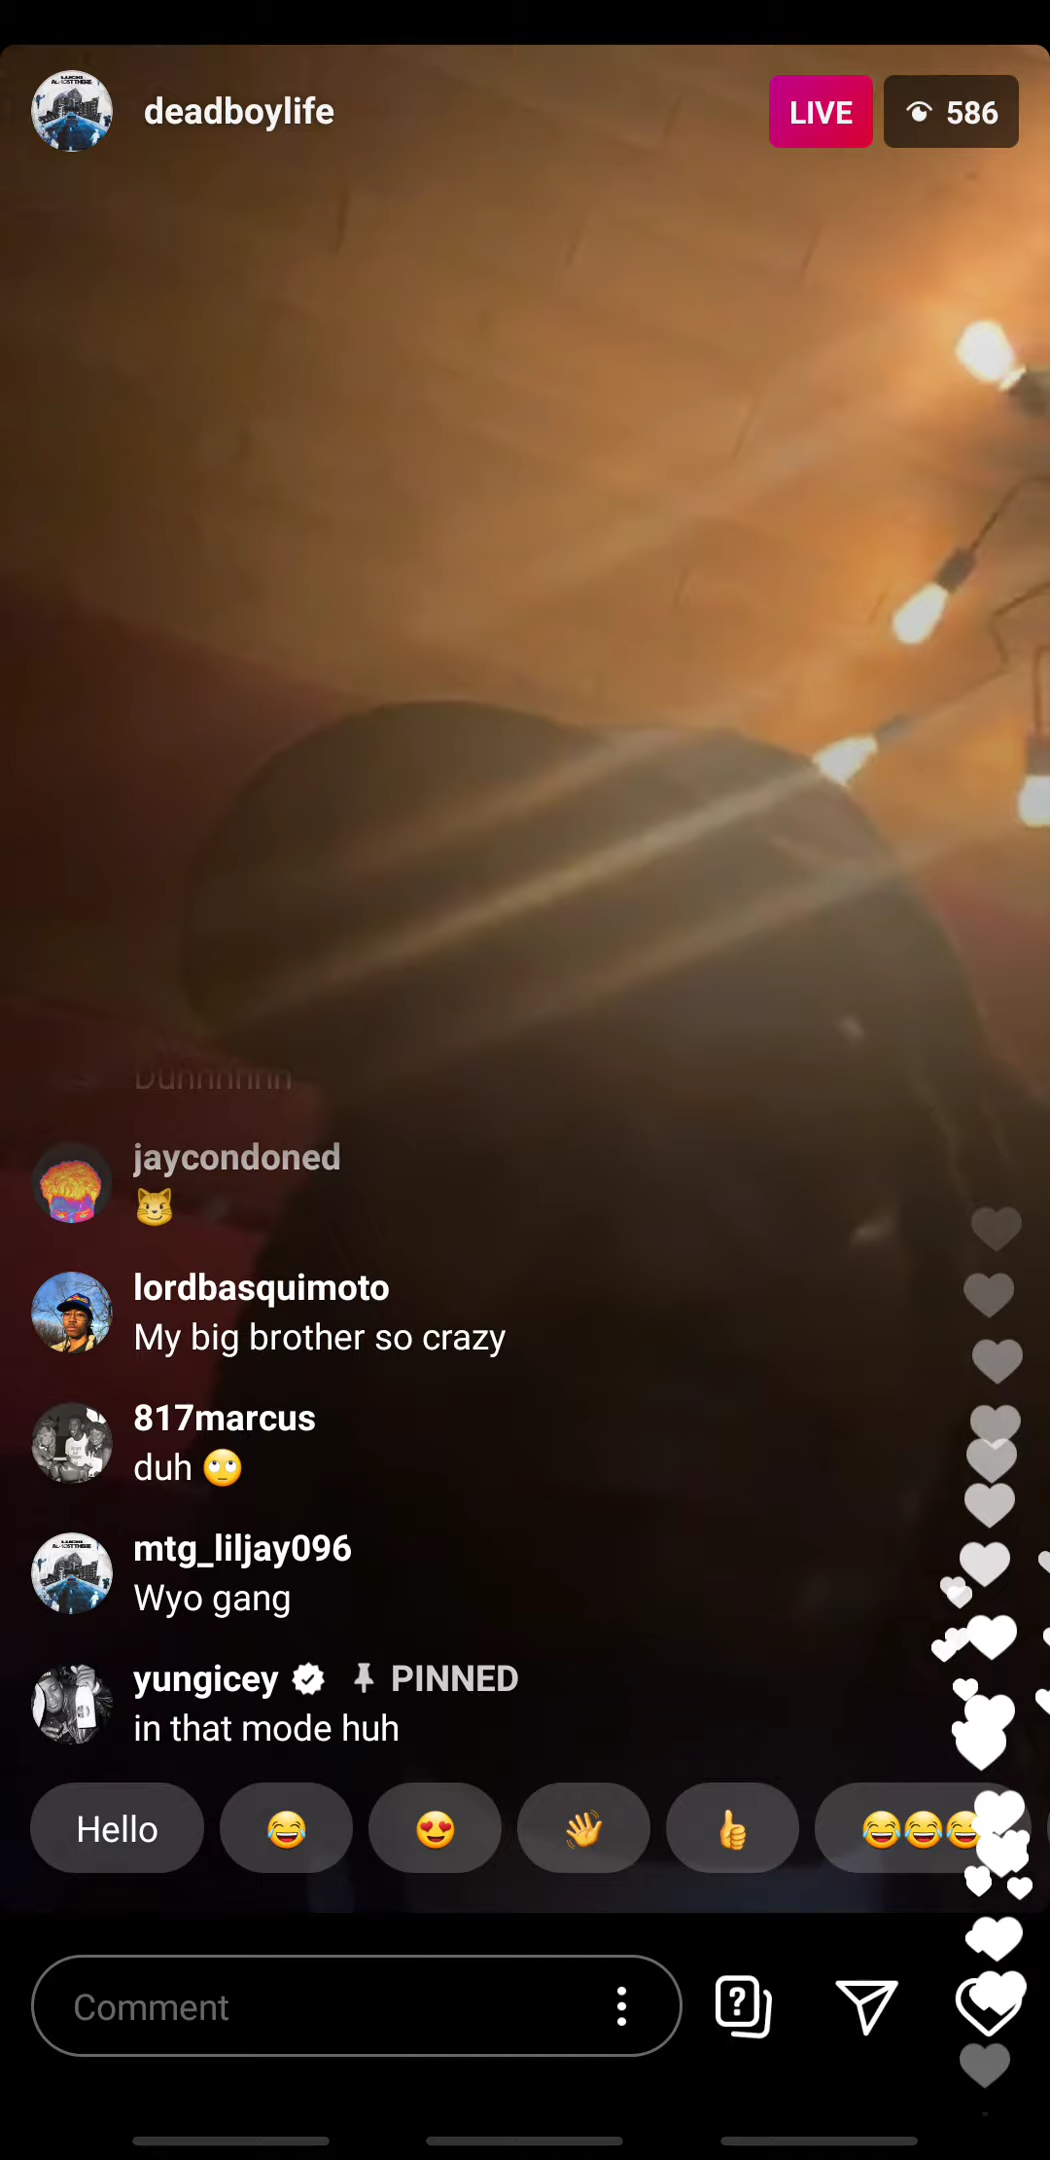 deadboylife
LIVE
586
jaycondoned
😼
lordbasquimoto
My big brother so crazy
817marcus
duh 🙄
mtg_liljay096
Wyo gang
yungicey PINNED
in that mode huh
Hello 😂 😍 👋 👍 😂😂😂
Comment